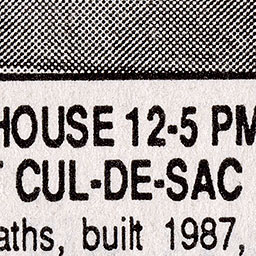 HOUSE 12-5 PM
CUL-DE-SAC
aths, built 1987,